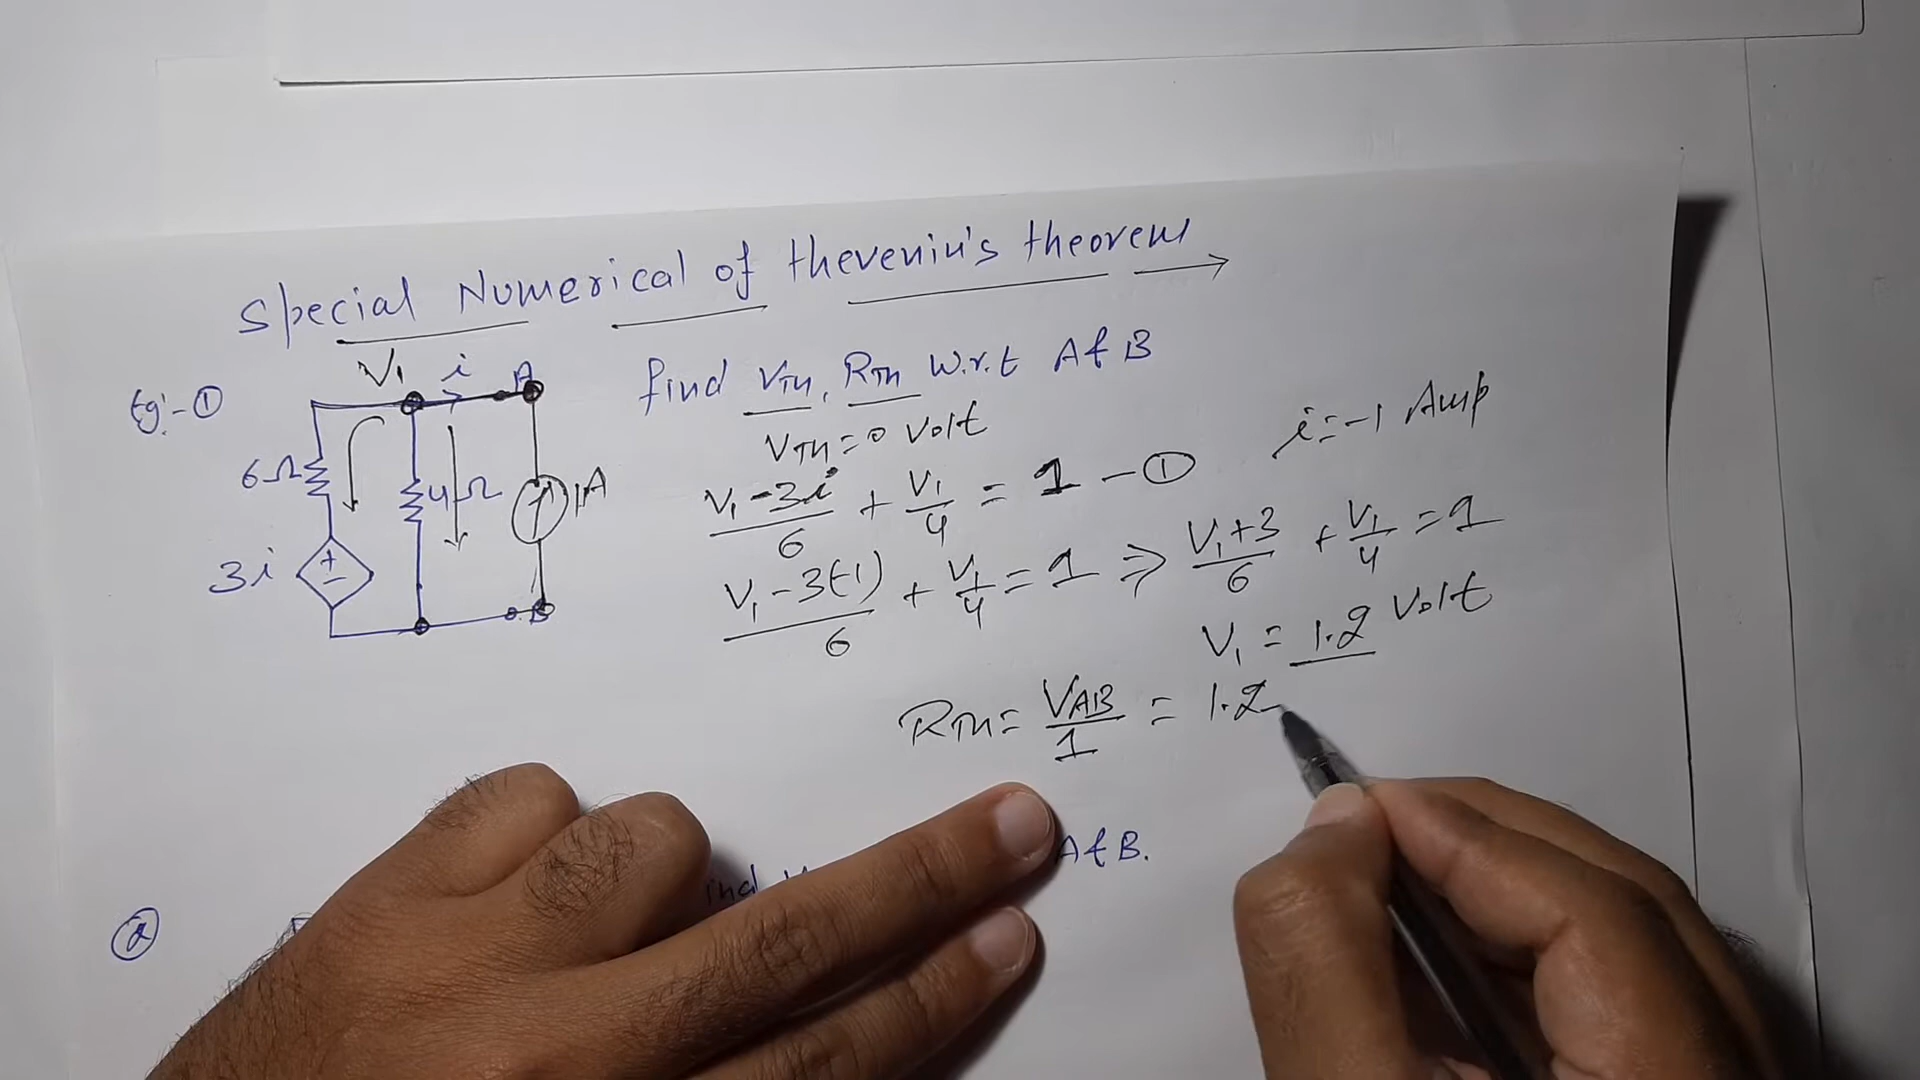 Special Numerical of thevenin's theorem
Eg:- ①
V₁ i A
6Ω
4Ω
1A
3i
+
−
B
find VTH, RTH w.r.t A & B
VTH = 0 Volt
i = -1 Amp
(V₁ - 3i)/6 + V₁/4 = 1 - ①
(V₁ - 3(-1))/6 + V₁/4 = 1 ⇒ (V₁+3)/6 + V₁/4 = 1
V₁ = 1.2 Volt
RTH = VAB/1 = 1.2
②
A & B.